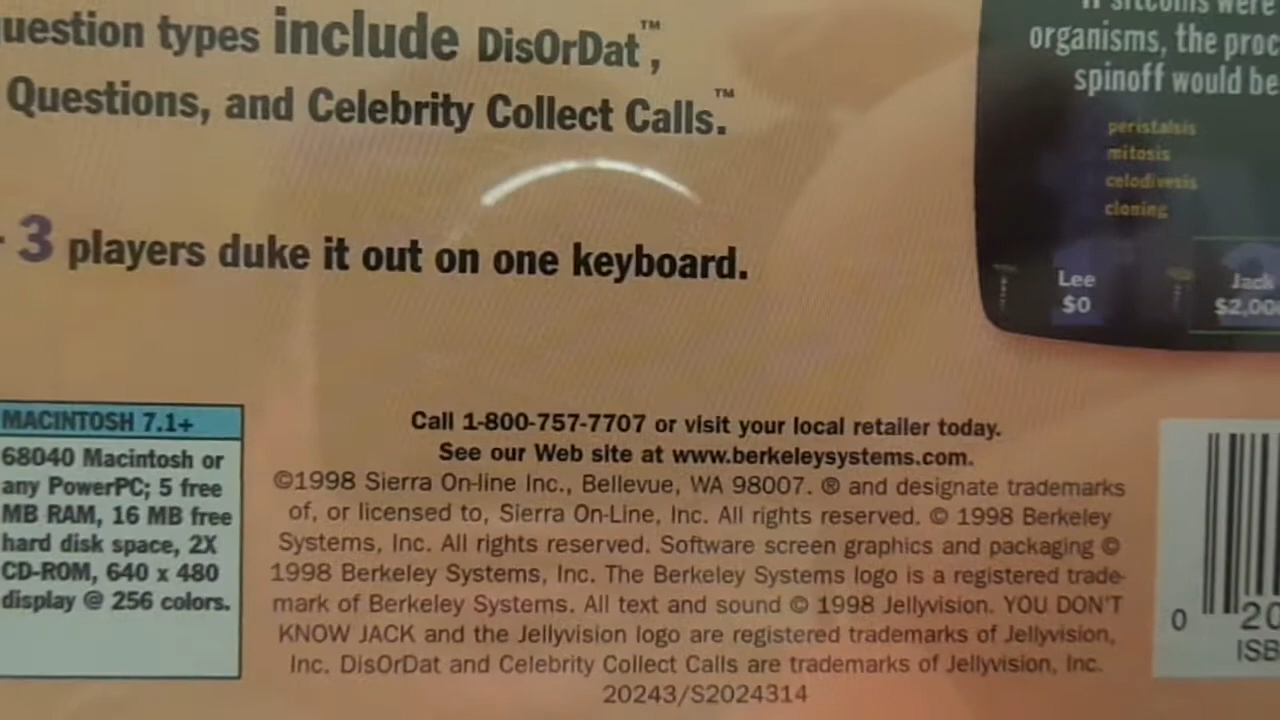 question types include DisOrDat™,
Questions, and Celebrity Collect Calls.™
3 players duke it out on one keyboard.
sitcoms were
organisms, the proc
spinoff would be
peristalsis
mitosis
celodivesis
cloning
Lee
$0
Jack
$2,00
MACINTOSH 7.1+
68040 Macintosh or
any PowerPC; 5 free
MB RAM, 16 MB free
hard disk space, 2X
CD-ROM, 640 x 480
display @ 256 colors.
Call 1-800-757-7707 or visit your local retailer today.
See our Web site at www.berkeleysystems.com.
©1998 Sierra On-line Inc., Bellevue, WA 98007. ® and designate trademarks
of, or licensed to, Sierra On-Line, Inc. All rights reserved. © 1998 Berkeley
Systems, Inc. All rights reserved. Software screen graphics and packaging ©
1998 Berkeley Systems, Inc. The Berkeley Systems logo is a registered trade-
mark of Berkeley Systems. All text and sound © 1998 Jellyvision. YOU DON'T
KNOW JACK and the Jellyvision logo are registered trademarks of Jellyvision,
Inc. DisOrDat and Celebrity Collect Calls are trademarks of Jellyvision, Inc.
20243/S2024314
0 20
ISB